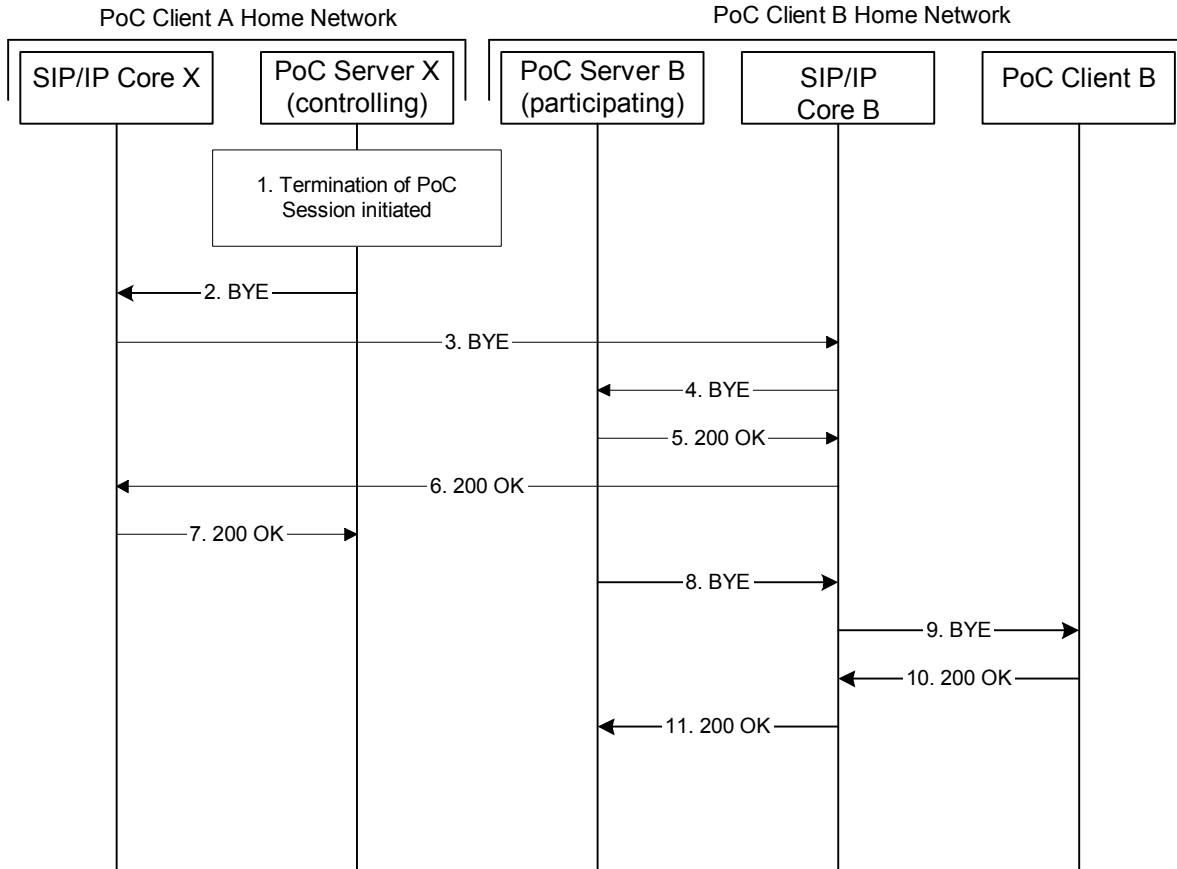 PoC Client A Home Network
PoC Client B Home Network
SIP/IP Core X
PoC Server X
(controlling)
PoC Server B
(participating)
SIP/IP
Core B
PoC Client B
1. Termination of PoC
Session initiated
2. BYE
3. BYE
4. BYE
5. 200 OK
6. 200 OK
7. 200 OK
8. BYE
9. BYE
10. 200 OK
11. 200 OK